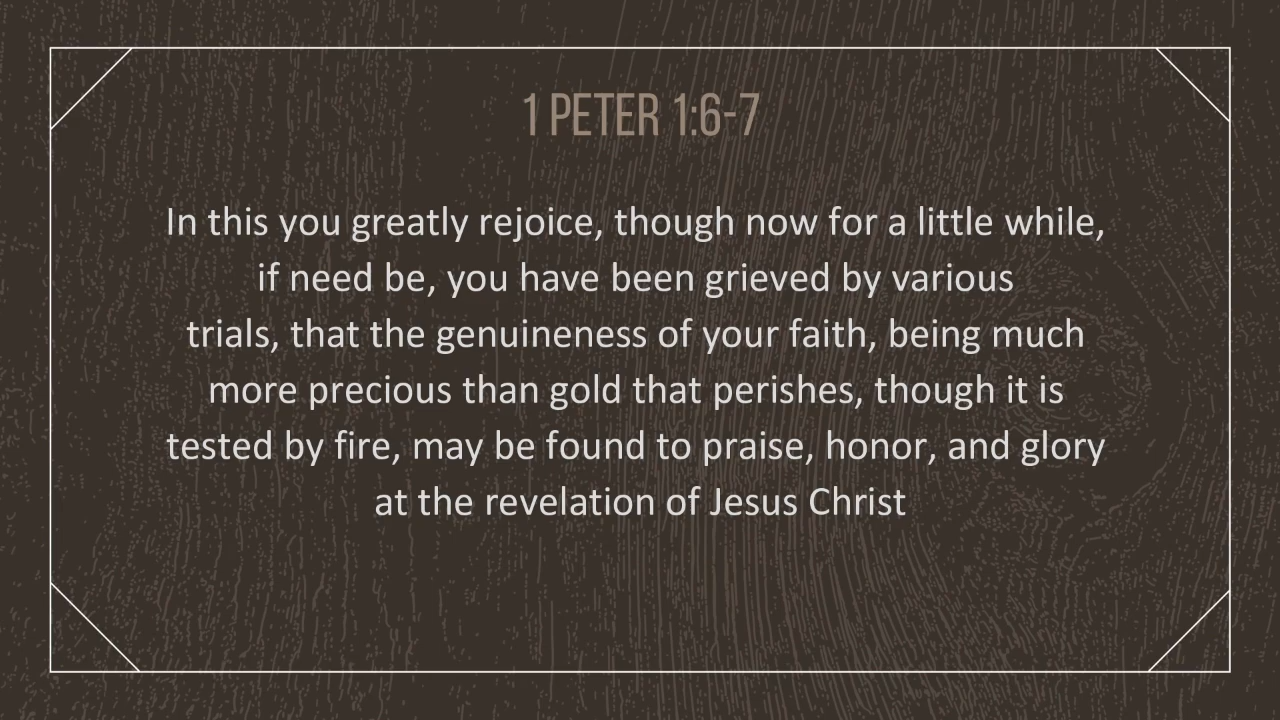 1 PETER 1:6-7
In this you greatly rejoice, though now for a little while,
if need be, you have been grieved by various
trials, that the genuineness of your faith, being much
more precious than gold that perishes, though it is
tested by fire, may be found to praise, honor, and glory
at the revelation of Jesus Christ